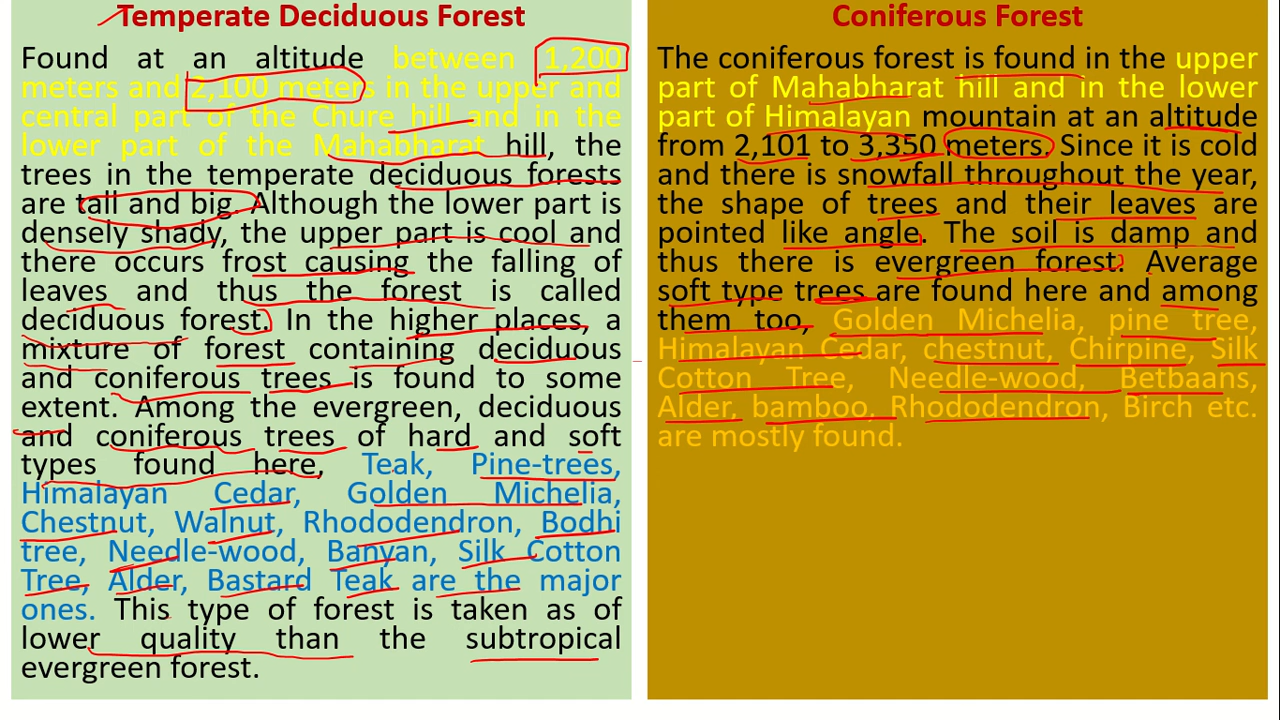 Temperate Deciduous Forest
Found at an altitude between 1,200
meters and 2,100 meters in the upper and
central part of the Chure hill and in the
lower part of the Mahabharat hill, the
trees in the temperate deciduous forests
are tall and big. Although the lower part is
densely shady, the upper part is cool and
there occurs frost causing the falling of
leaves and thus the forest is called
deciduous forest. In the higher places, a
mixture of forest containing deciduous
and coniferous trees is found to some
extent. Among the evergreen, deciduous
and coniferous trees of hard and soft
types found here, Teak, Pine-trees,
Himalayan Cedar, Golden Michelia,
Chestnut, Walnut, Rhododendron, Bodhi
tree, Needle-wood, Banyan, Silk Cotton
Tree, Alder, Bastard Teak are the major
ones. This type of forest is taken as of
lower quality than the subtropical
evergreen forest.
Coniferous Forest
The coniferous forest is found in the upper
part of Mahabharat hill and in the lower
part of Himalayan mountain at an altitude
from 2,101 to 3,350 meters. Since it is cold
and there is snowfall throughout the year,
the shape of trees and their leaves are
pointed like angle. The soil is damp and
thus there is evergreen forest. Average
soft type trees are found here and among
them too, Golden Michelia, pine tree,
Himalayan Cedar, chestnut, Chirpine, Silk
Cotton Tree, Needle-wood, Betbaans,
Alder, bamboo, Rhododendron, Birch etc.
are mostly found.